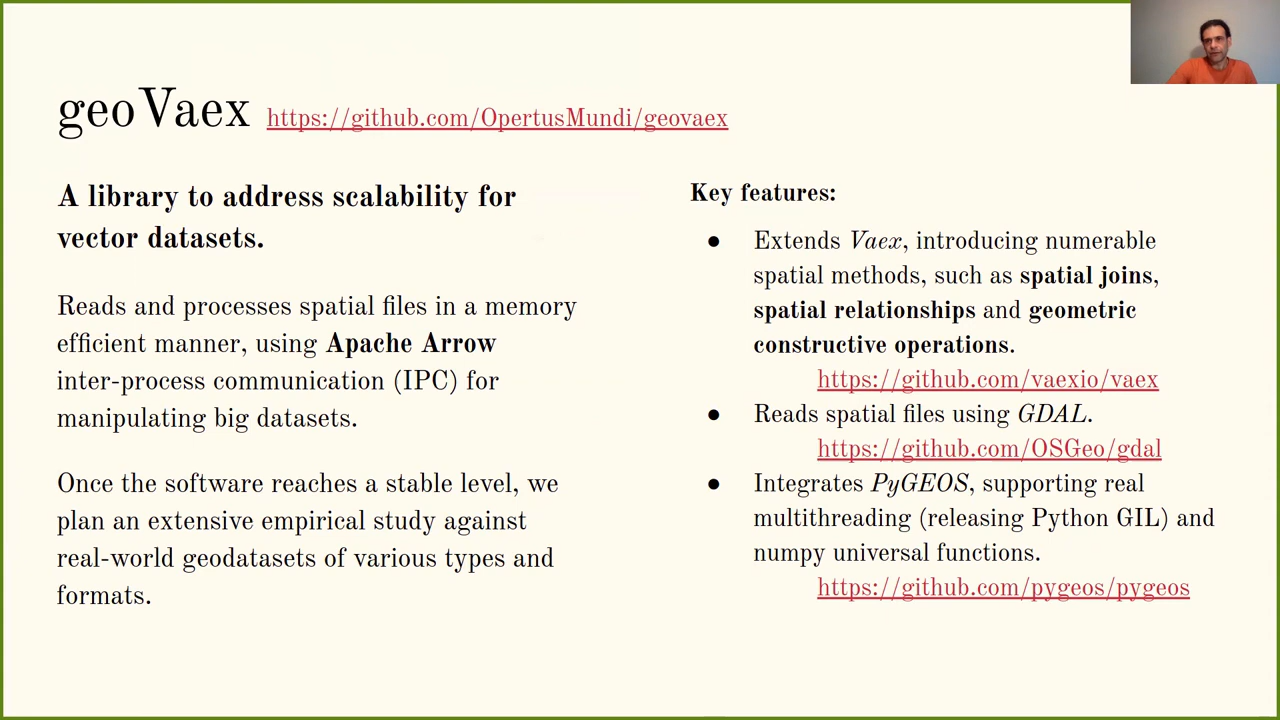 geoVaex https://github.com/OpertusMundi/geovaex
A library to address scalability for
vector datasets.
Reads and processes spatial files in a memory
efficient manner, using Apache Arrow
inter-process communication (IPC) for
manipulating big datasets.
Once the software reaches a stable level, we
plan an extensive empirical study against
real-world geodatasets of various types and
formats.
Key features:
● Extends Vaex, introducing numerable
spatial methods, such as spatial joins,
spatial relationships and geometric
constructive operations.
https://github.com/vaexio/vaex
● Reads spatial files using GDAL.
https://github.com/OSGeo/gdal
● Integrates PyGEOS, supporting real
multithreading (releasing Python GIL) and
numpy universal functions.
https://github.com/pygeos/pygeos